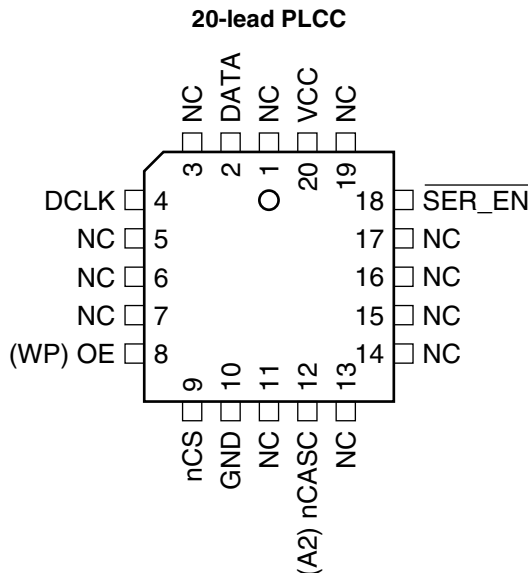 20-lead PLCC
NC
DATA
NC
VCC
NC
3
2
1
20
19
DCLK 4
18 SER_EN
NC 5
17 NC
NC 6
16 NC
NC 7
15 NC
(WP) OE 8
14 NC
9
10
11
12
13
nCS
GND
NC
(A2) nCASC
NC